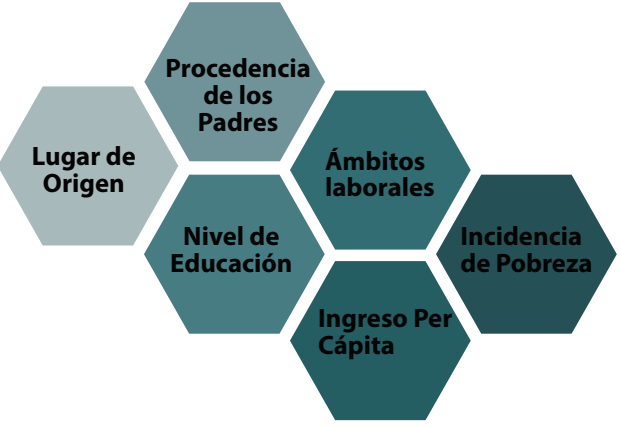 Procedencia
de los
Padres
Lugar de
Origen
Ámbitos
laborales
Nivel de
Educación
Incidencia
de Pobreza
Ingreso Per
Cápita